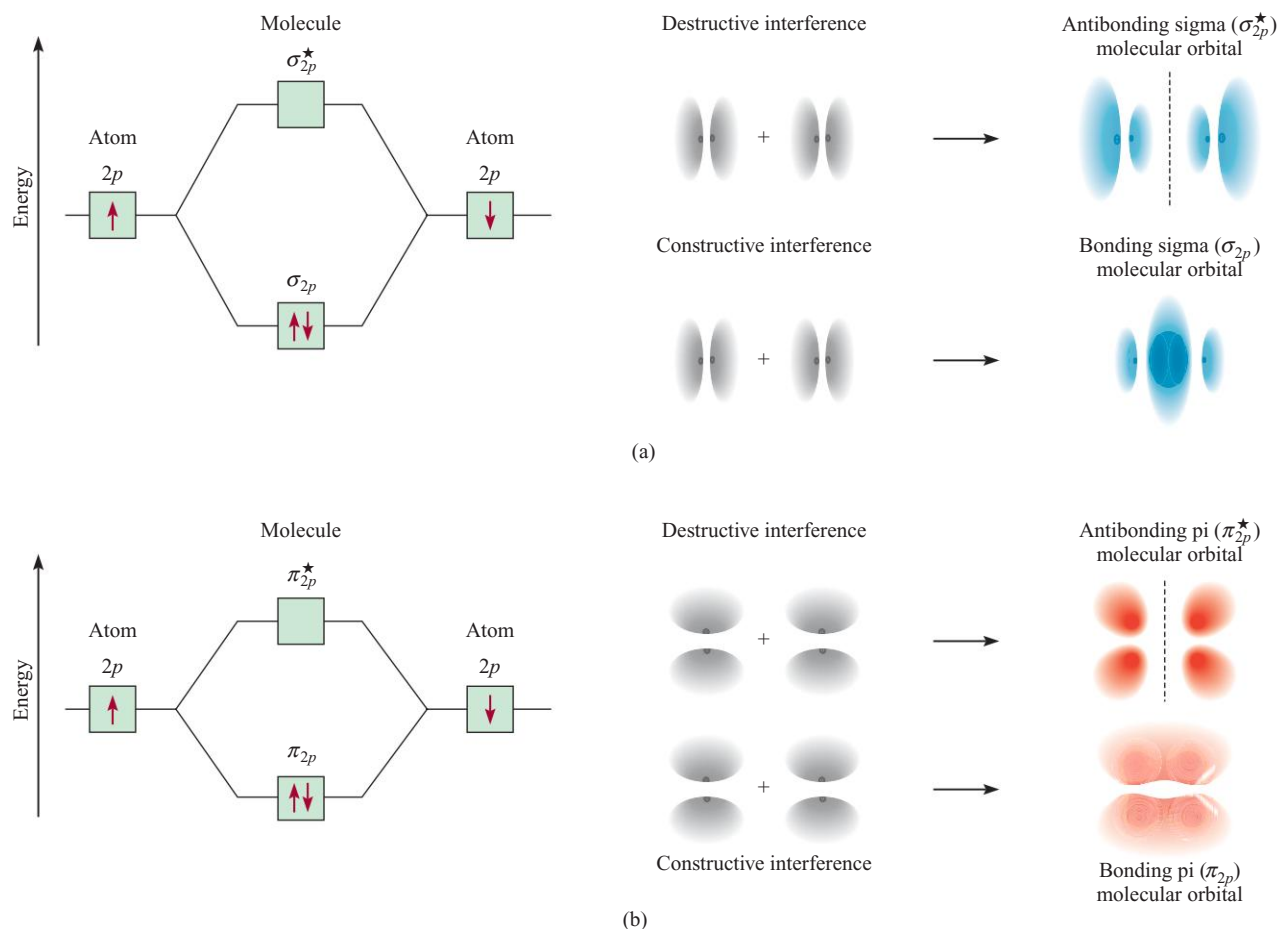 Molecule
σ★2p
Atom
2p
Atom
2p
σ2p
Energy
Destructive interference
+
Constructive interference
+
Antibonding sigma (σ★2p)
molecular orbital
Bonding sigma (σ2p)
molecular orbital
(a)
Molecule
π★2p
Atom
2p
Atom
2p
π2p
Energy
Destructive interference
+
+
Constructive interference
Antibonding pi (π★2p)
molecular orbital
Bonding pi (π2p)
molecular orbital
(b)